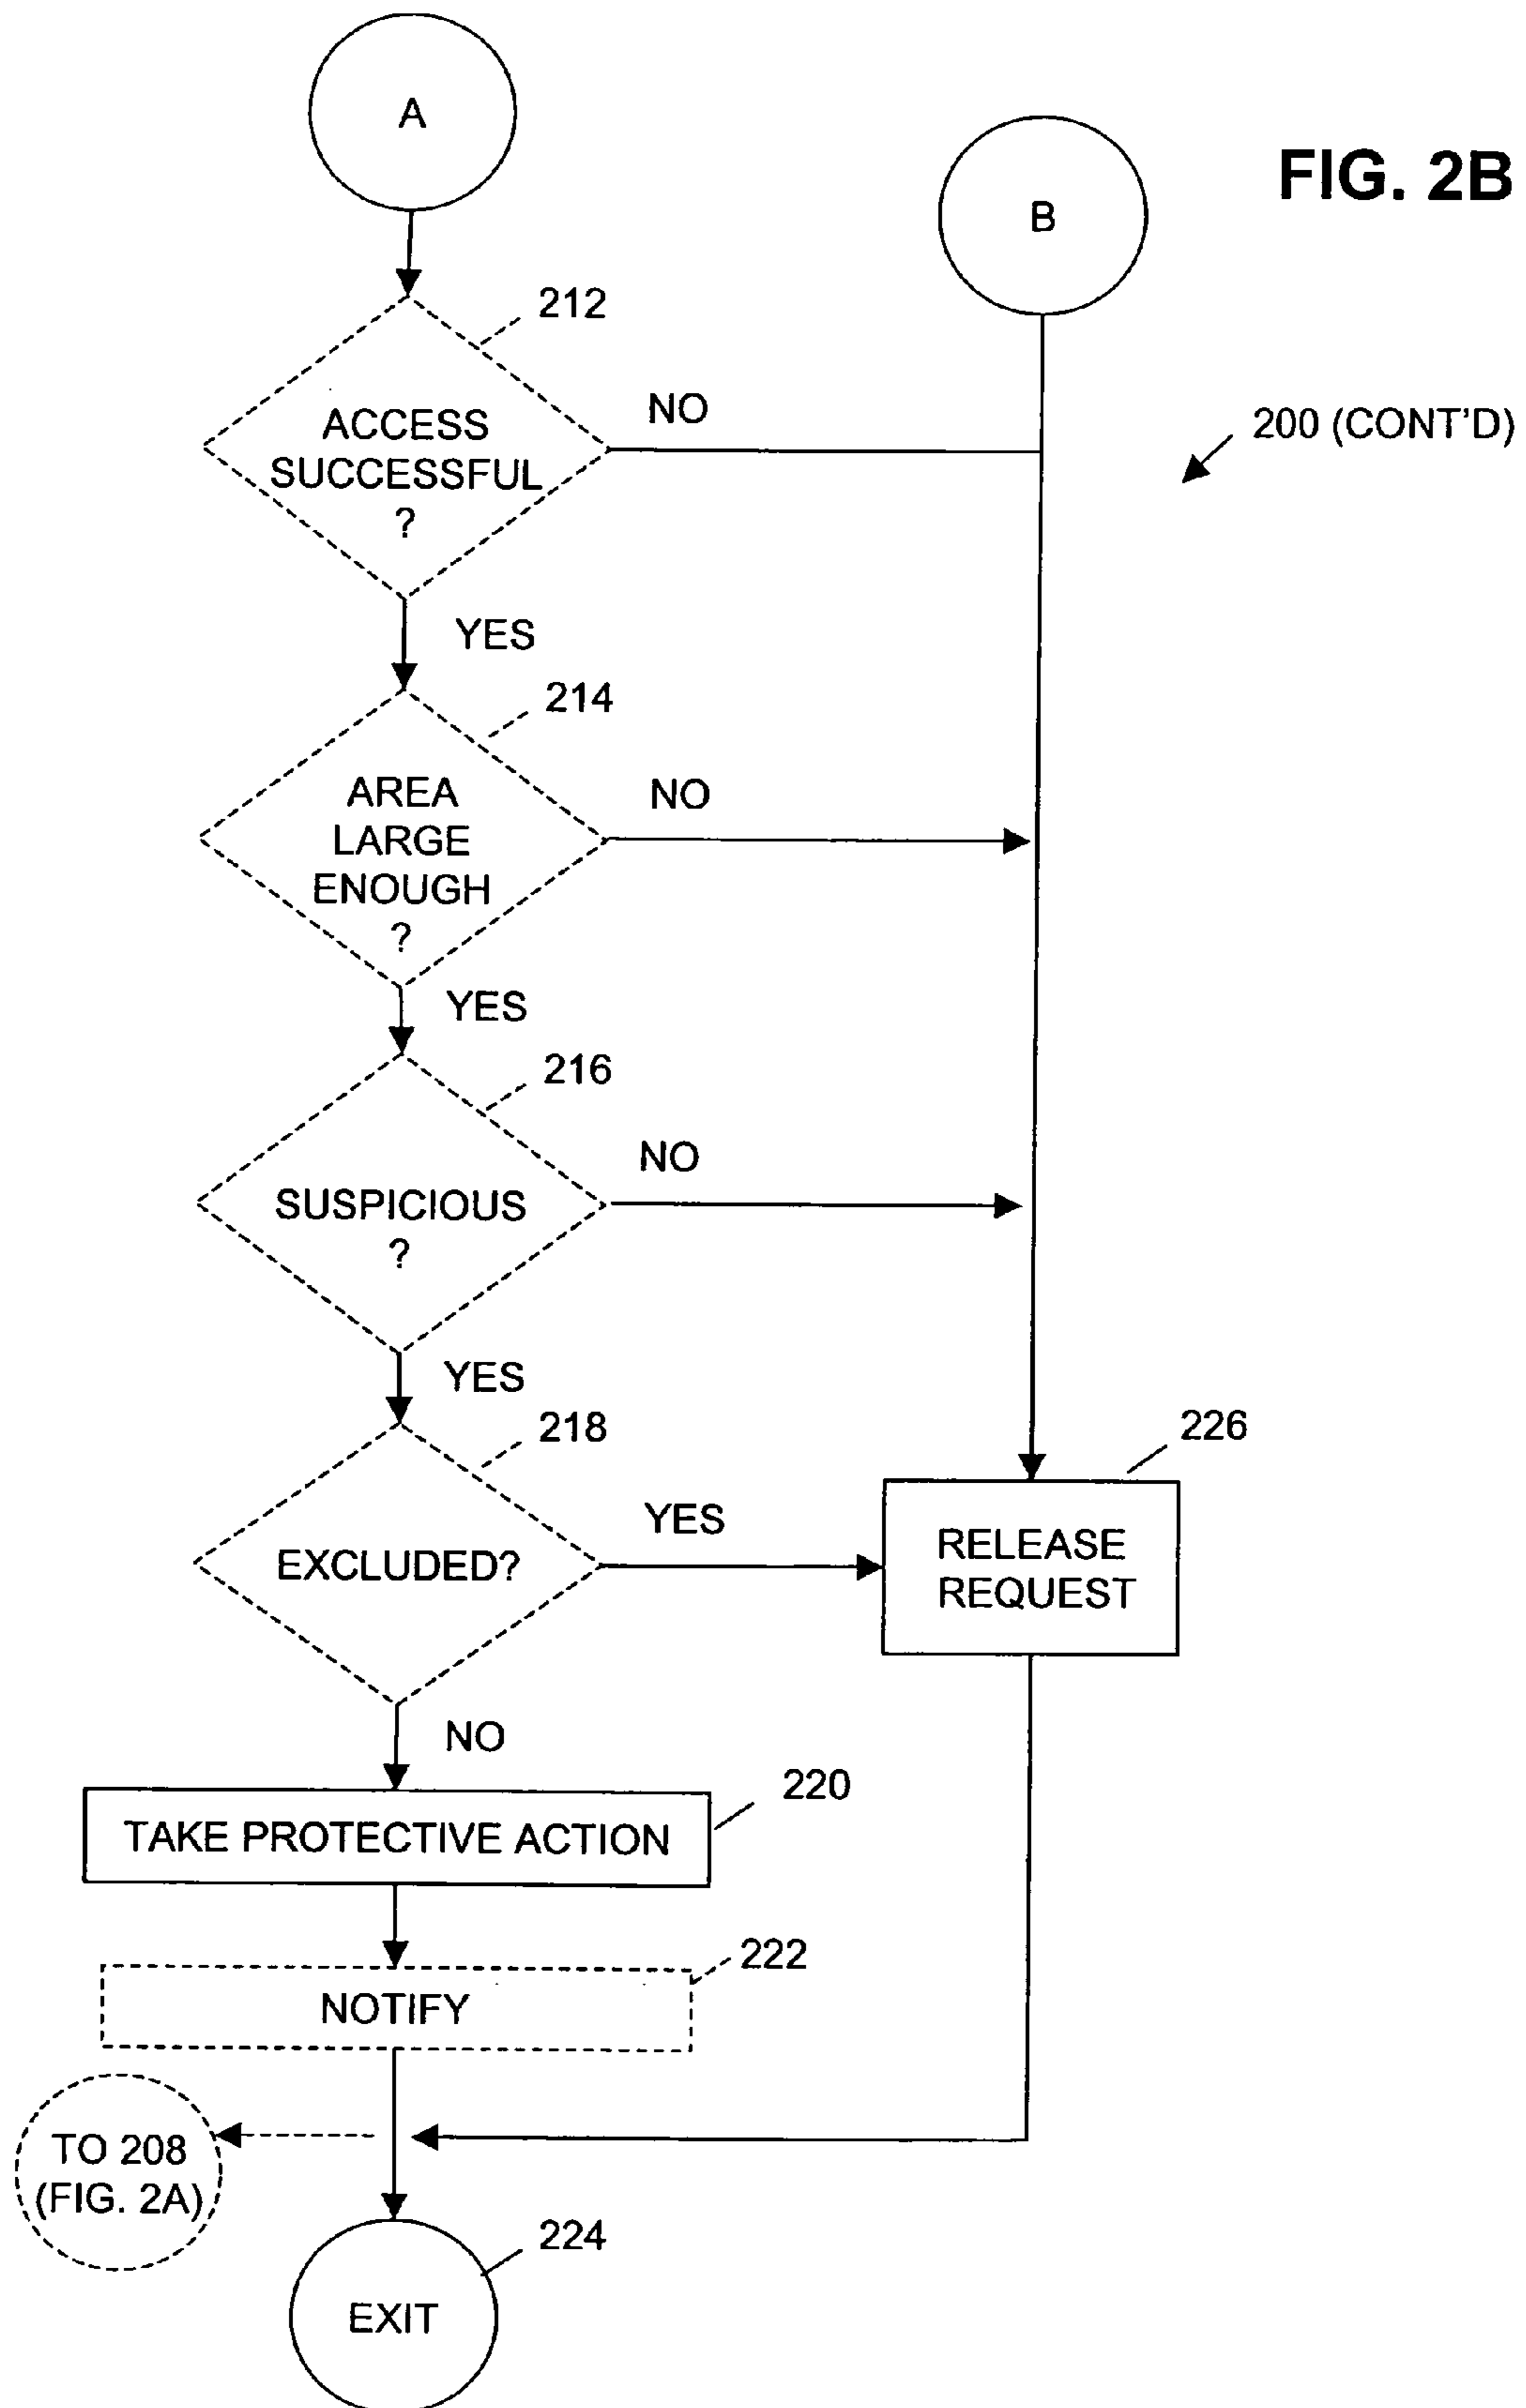 A
B
FIG. 2B
212
ACCESS
SUCCESSFUL
?
NO
200 (CONT'D)
YES
214
AREA
LARGE
ENOUGH
?
NO
YES
216
SUSPICIOUS
?
NO
YES
218
EXCLUDED?
YES
226
RELEASE
REQUEST
NO
220
TAKE PROTECTIVE ACTION
222
NOTIFY
TO 208
(FIG. 2A)
224
EXIT